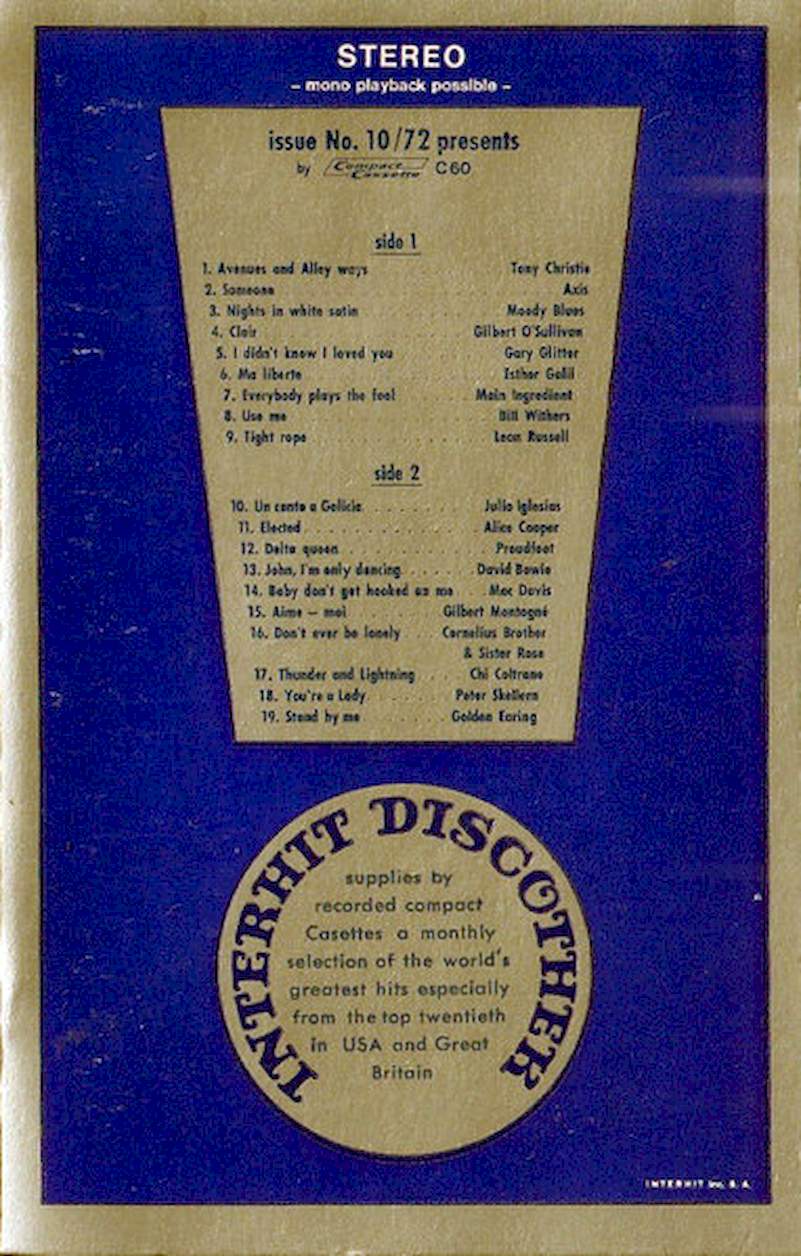 STEREO
– mono playback possible –
issue No. 10/72 presents
by Compact Cassette C60
side 1
1. Avenues and Alley ways Tony Christie
2. Someone Axis
3. Nights in white satin . . . . . Moody Blues
4. Clair . . . . . Gilbert O'Sullivan
5. I didn't know I loved you . . . . . Gary Glitter
6. Ma liberte . . . . . Esther Galil
7. Everybody plays the fool . . . . . Main Ingredient
8. Use me . . . . . Bill Withers
9. Tight rope . . . . . Leon Russell
side 2
10. Un canto a Galicia . . . . . . . . Julio Iglesias
11. Elected . . . . . . . . . . . . . Alice Cooper
12. Delta queen . . . . . . . . . . . Proudfoot
13. John, I'm only dancing . . . . . . David Bowie
14. Baby don't get hooked on me . . Mac Davis
15. Aime – moi . . . . . Gilbert Montagné
16. Don't ever be lonely . . . Cornelius Brother
& Sister Rose
17. Thunder and Lightning . . . . Chi Coltrane
18. You're a Lady . . . . . . . Peter Skellern
19. Stand by me . . . . . . Golden Earing
INTERHIT DISCOTHEK
supplies by
recorded compact
Casettes a monthly
selection of the world's
greatest hits especially
from the top twentieth
in USA and Great
Britain
INTERHIT Inc. S. A.